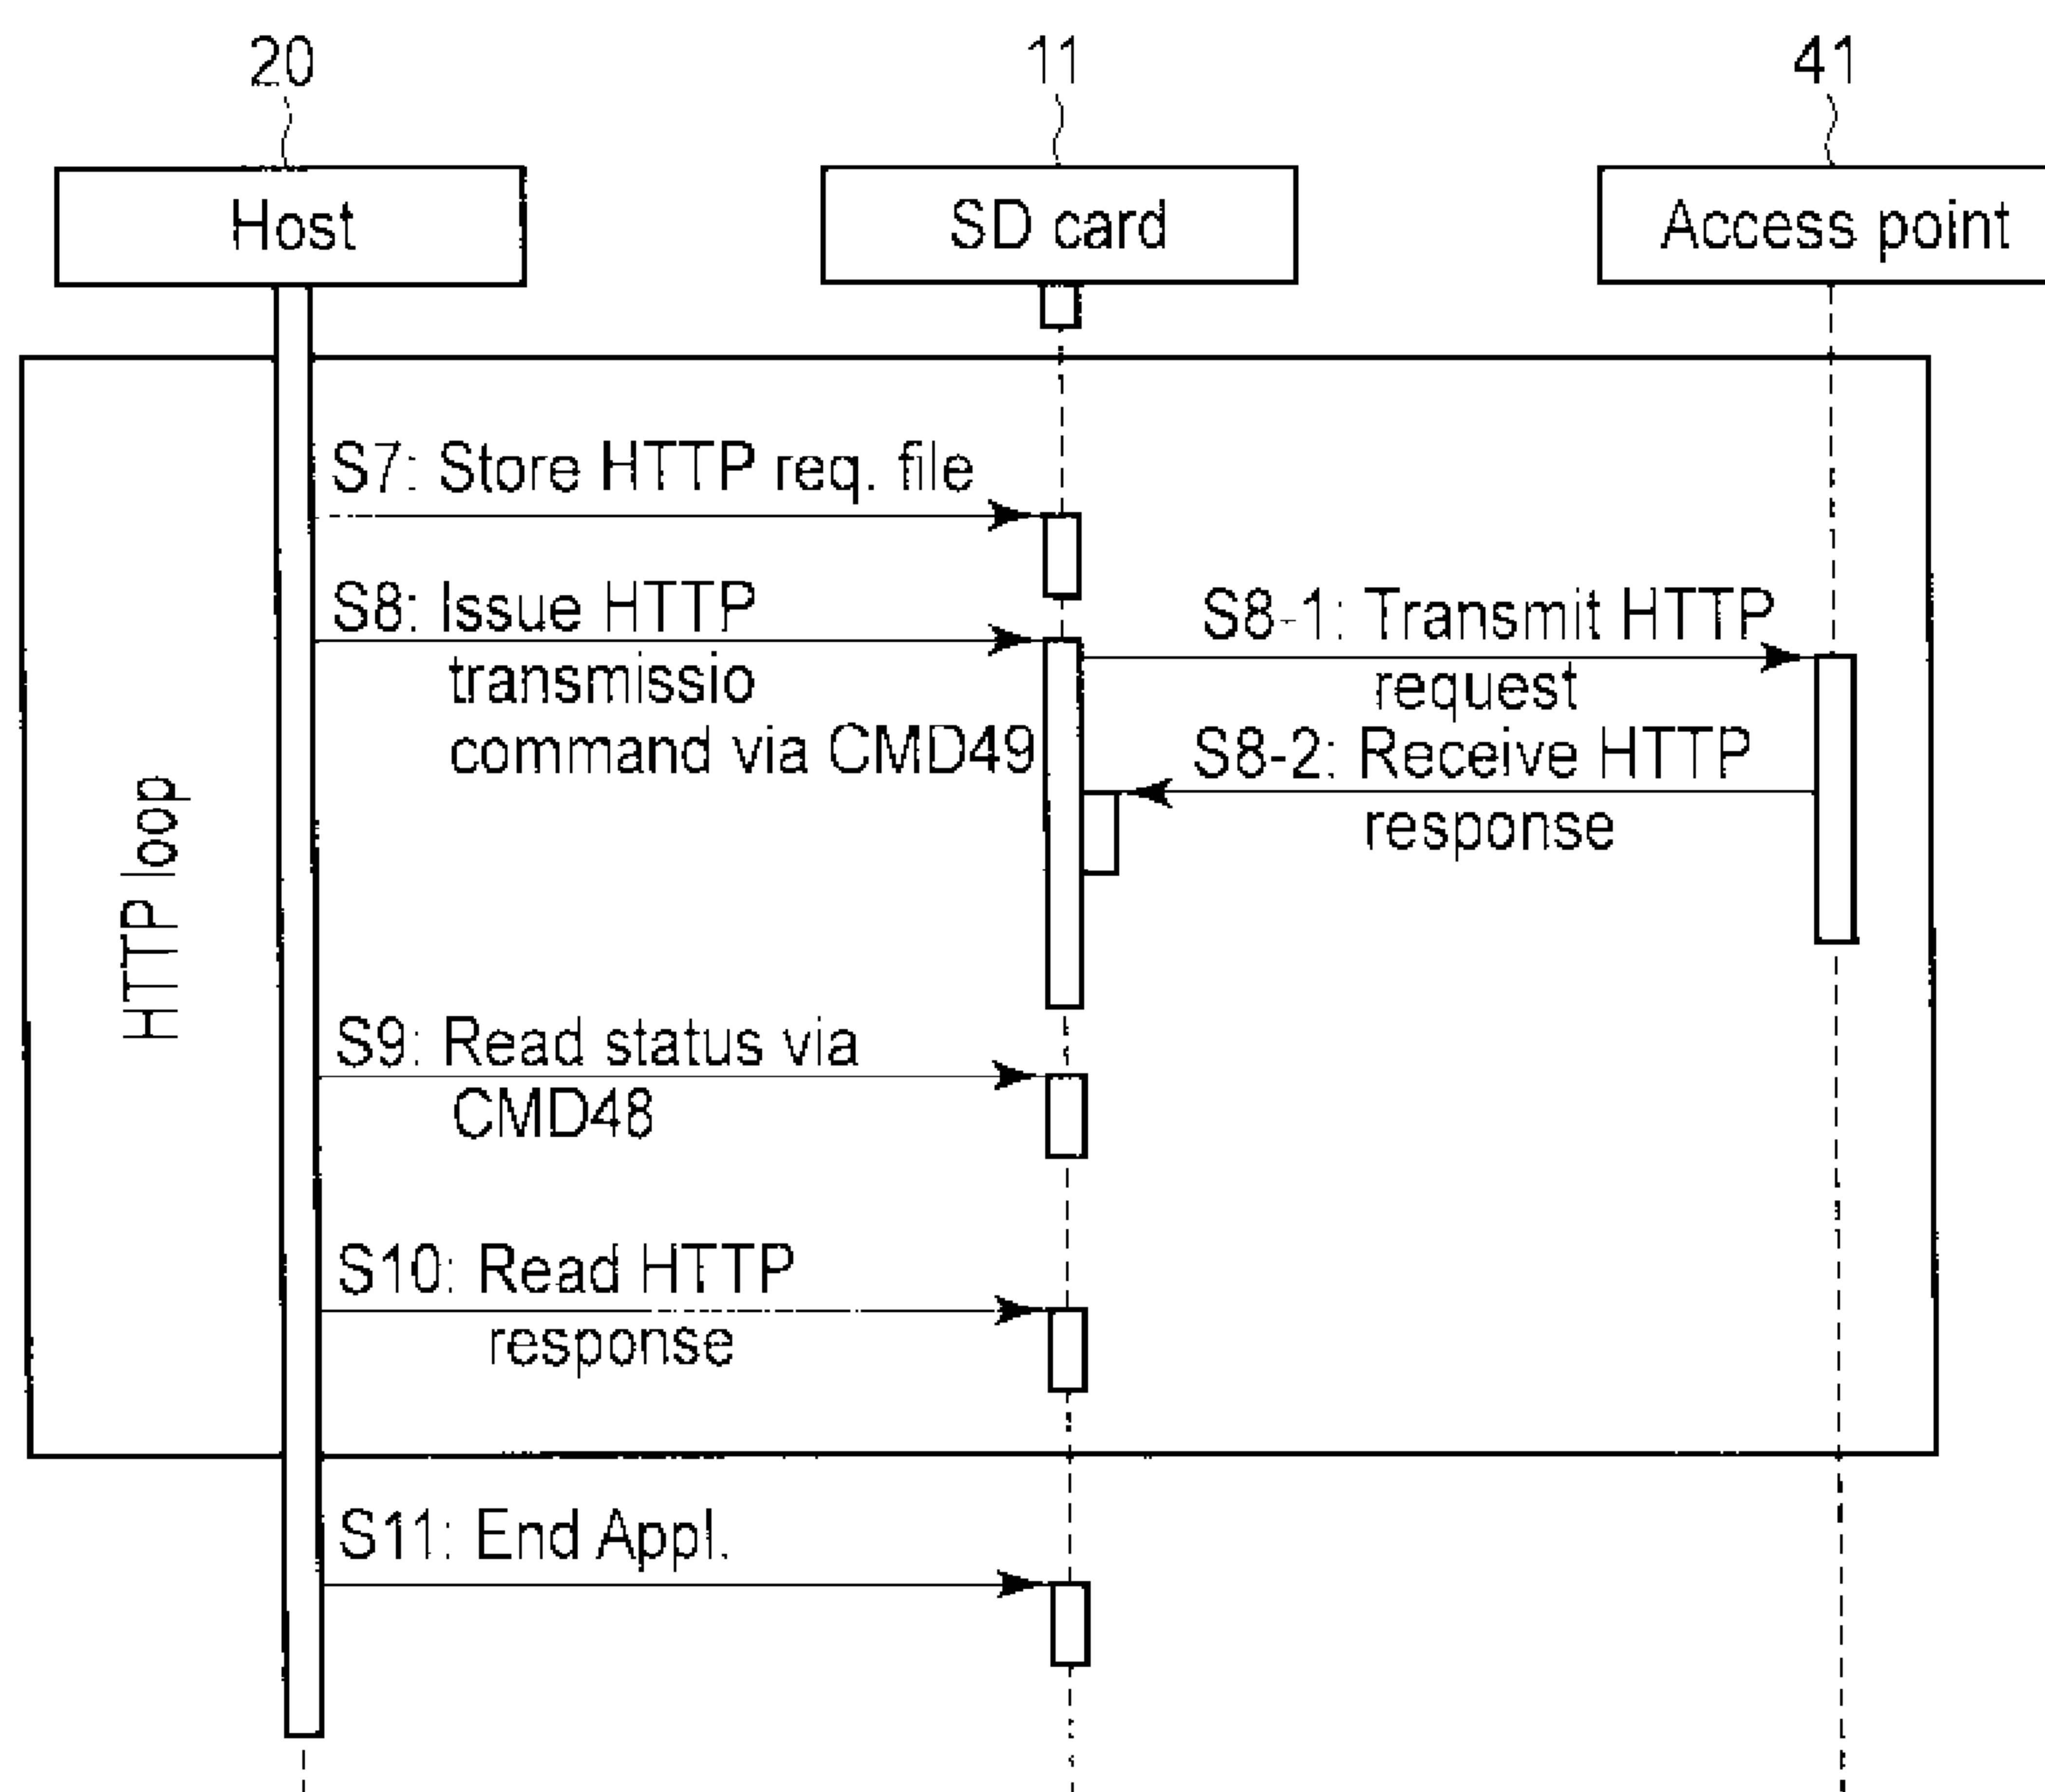 20
11
41
Host
SD card
Access point
S7: Store HTTP req. file
S8: Issue HTTP
transmissio
command via CMD49
S8-1: Transmit HTTP
request
S8-2: Receive HTTP
response
HTTP loop
S9: Read status via
CMD48
S10: Read HTTP
response
S11: End Appl.